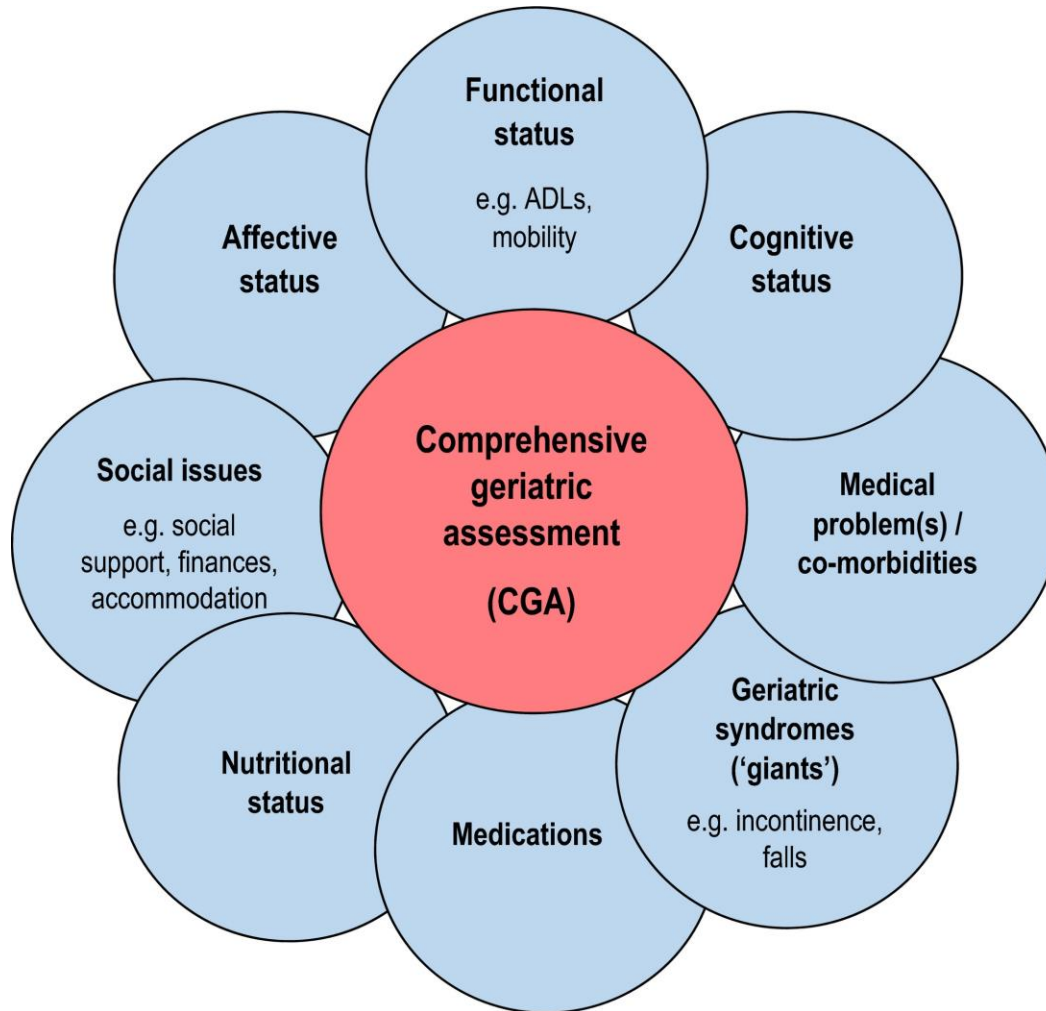 Functional
status
e.g. ADLs,
mobility
Cognitive
status
Medical
problem(s) /
co-morbidities
Geriatric
syndromes
(‘giants’)
e.g. incontinence,
falls
Medications
Nutritional
status
Social issues
e.g. social
support, finances,
accommodation
Affective
status
Comprehensive
geriatric
assessment
(CGA)